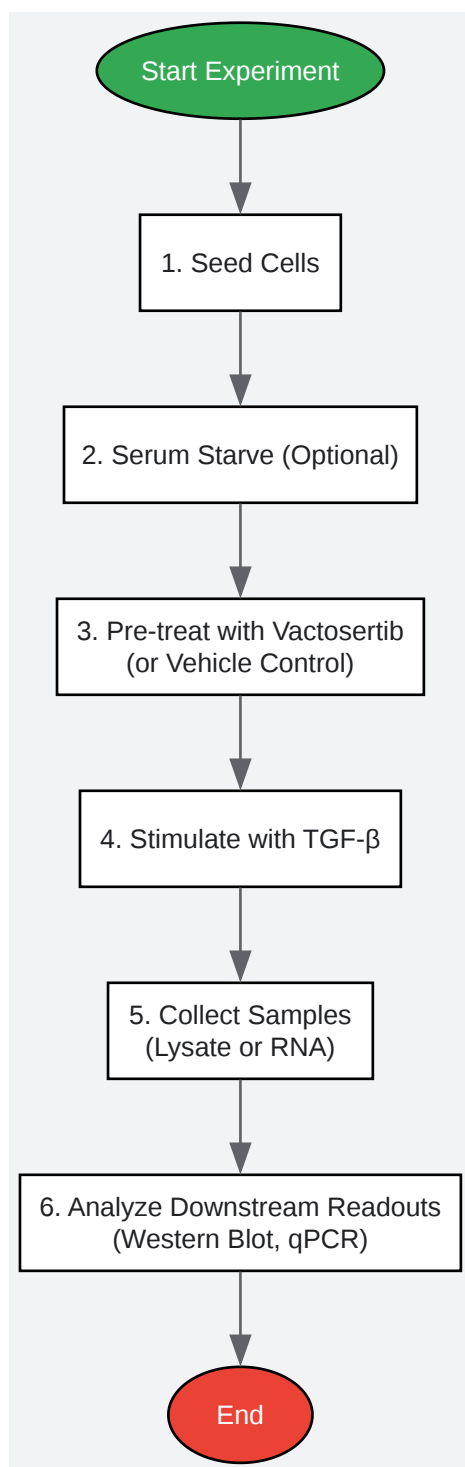 Start Experiment
1. Seed Cells
2. Serum Starve (Optional)
3. Pre-treat with Vactosertib
(or Vehicle Control)
4. Stimulate with TGF-β
5. Collect Samples
(Lysate or RNA)
6. Analyze Downstream Readouts
(Western Blot, qPCR)
End